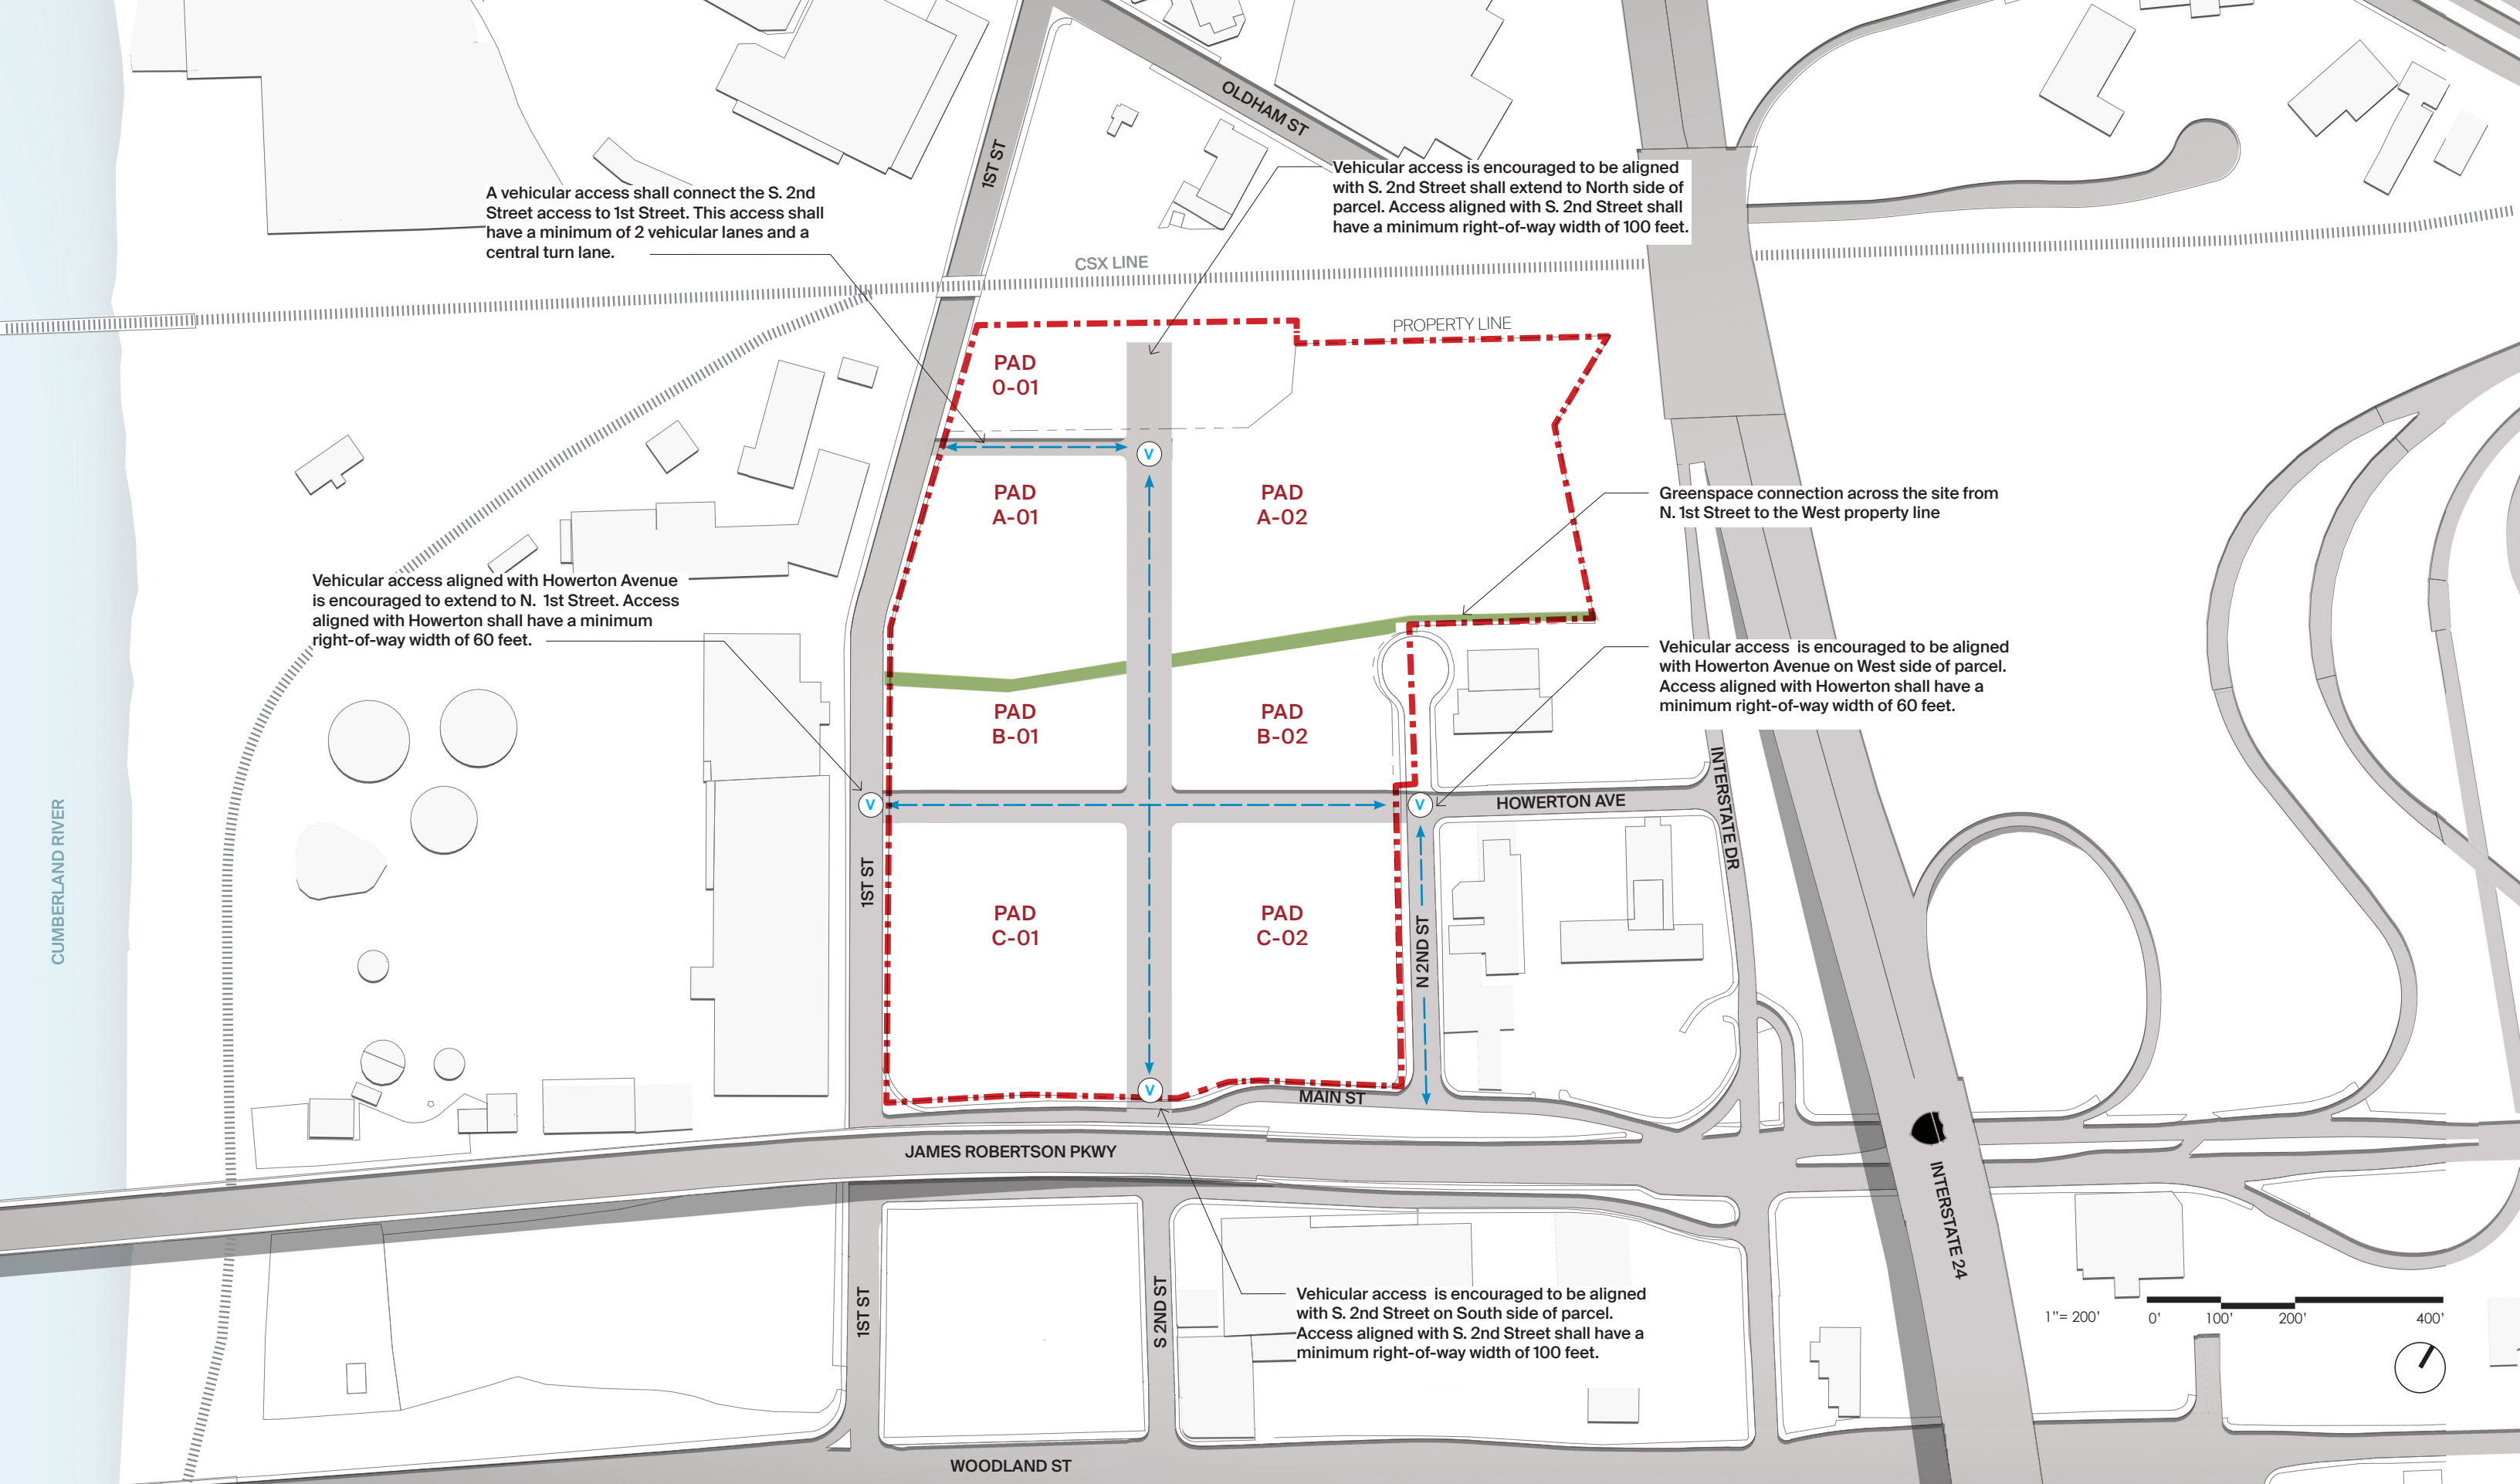 OLDHAM ST
1ST ST
Vehicular access is encouraged to be aligned
with S. 2nd Street shall extend to North side of
parcel. Access aligned with S. 2nd Street shall
have a minimum right-of-way width of 100 feet.
A vehicular access shall connect the S. 2nd
Street access to 1st Street. This access shall
have a minimum of 2 vehicular lanes and a
central turn lane.
CSX LINE
PROPERTY LINE
PAD
0-01
V
PAD
A-01
PAD
A-02
Greenspace connection across the site from
N. 1st Street to the West property line
Vehicular access aligned with Howerton Avenue
is encouraged to extend to N.  1st Street. Access
aligned with Howerton shall have a minimum
right-of-way width of 60 feet.
Vehicular access  is encouraged to be aligned
with Howerton Avenue on West side of parcel.
Access aligned with Howerton shall have a
minimum right-of-way width of 60 feet.
PAD
B-01
PAD
B-02
V
V
HOWERTON AVE
INTERSTATE DR
CUMBERLAND RIVER
1ST ST
PAD
C-01
PAD
C-02
N 2ND ST
V
MAIN ST
JAMES ROBERTSON PKWY
INTERSTATE 24
1ST ST
S 2ND ST
Vehicular access  is encouraged to be aligned
with S. 2nd Street on South side of parcel.
Access aligned with S. 2nd Street shall have a
minimum right-of-way width of 100 feet.
1"= 200'
0'
100'
200'
400'
WOODLAND ST